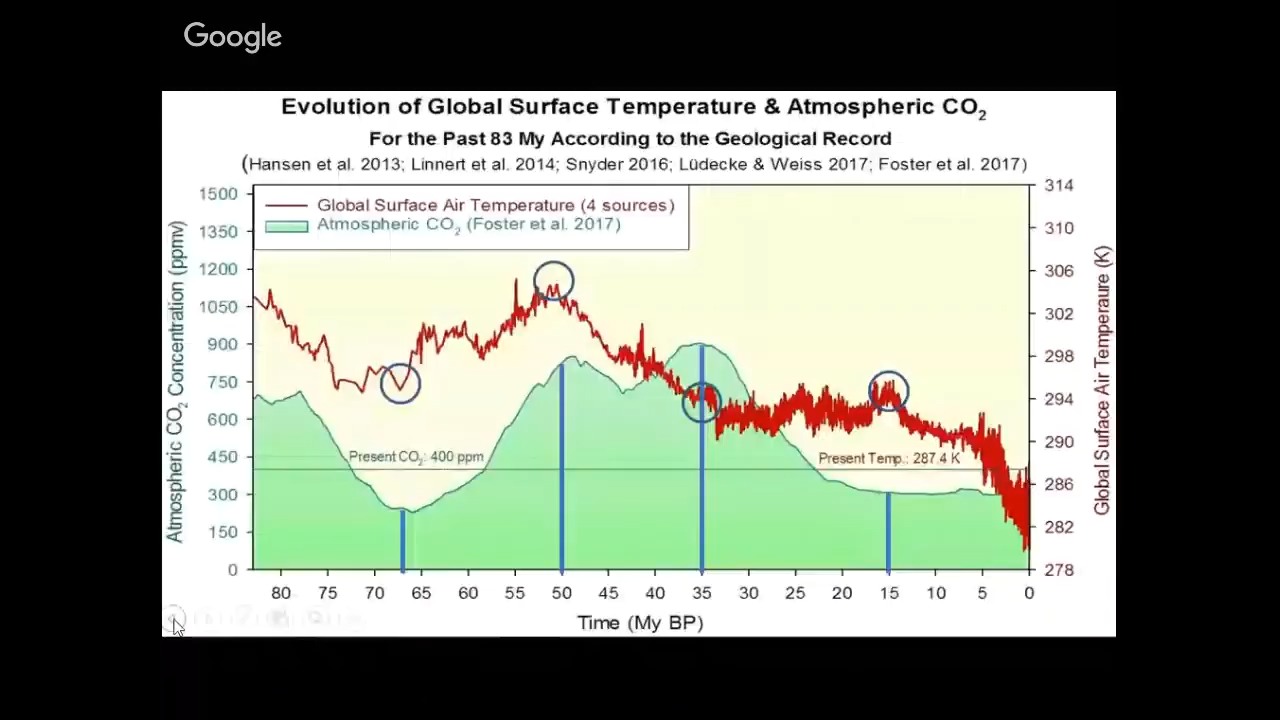 Google
Evolution of Global Surface Temperature & Atmospheric CO2
For the Past 83 My According to the Geological Record
(Hansen et al. 2013; Linnert et al. 2014; Snyder 2016; Lüdecke & Weiss 2017; Foster et al. 2017)
Global Surface Air Temperature (4 sources)
Atmospheric CO2 (Foster et al. 2017)
Atmospheric CO2 Concentration (ppmv)
1500
1350
1200
1050
900
750
600
450
300
150
0
Present CO2: 400 ppm
Present Temp.: 287.4 K
314
310
306
302
298
294
290
286
282
278
Global Surface Air Temperature (K)
80 75 70 65 60 55 50 45 40 35 30 25 20 15 10 5 0
Time (My BP)